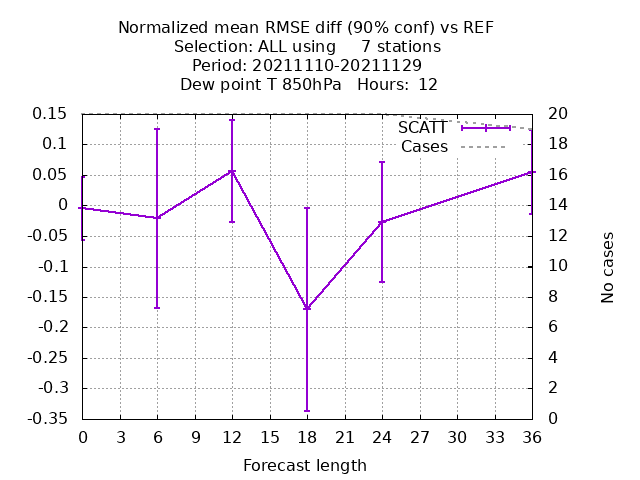 Normalized mean RMSE diff (90% conf) vs REF
Selection: ALL using 7 stations
Period: 20211110-20211129
Dew point T 850hPa Hours: 12
0.15
0.1
0.05
0
-0.05
-0.1
-0.15
-0.2
-0.25
-0.3
-0.35
SCATT
Cases
20
18
16
14
12
10
8
6
4
2
0
No cases
0 3 6 9 12 15 18 21 24 27 30 33 36
Forecast length